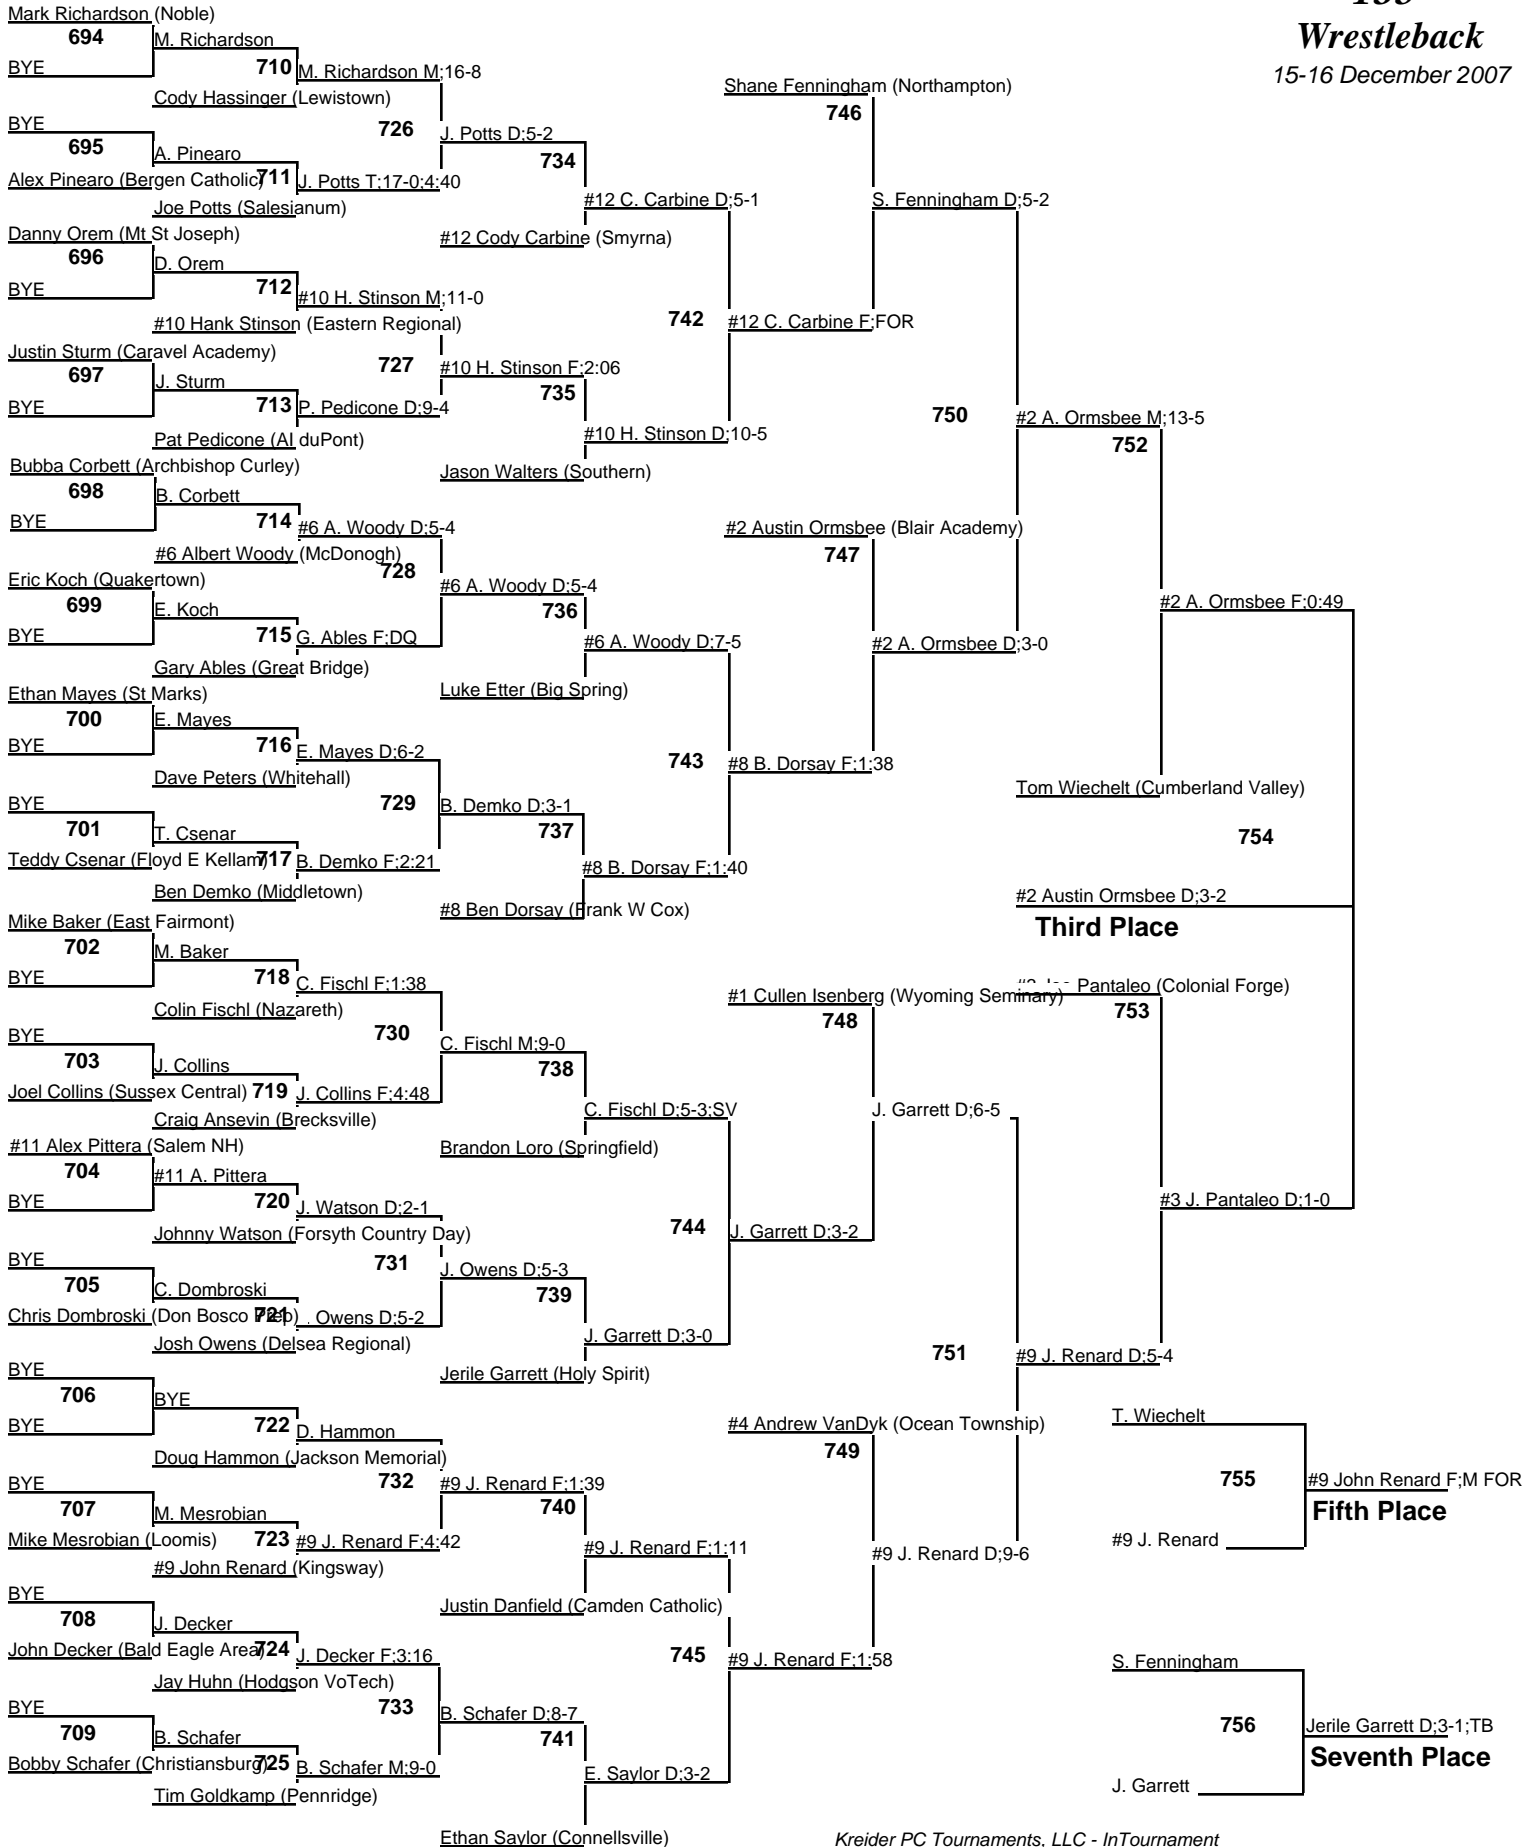 Wrestleback
15-16 December 2007
Mark Richardson (Noble)
694
BYE
M. Richardson
710
Cody Hassinger (Lewistown)
M. Richardson M;16-8
BYE
695
Alex Pinearo (Bergen Catholic)
A. Pinearo
711
Joe Potts (Salesianum)
J. Potts T;17-0;4:40
726
J. Potts D;5-2
734
#12 Cody Carbine (Smyrna)
#12 C. Carbine D;5-1
Danny Orem (Mt St Joseph)
696
BYE
D. Orem
712
#10 Hank Stinson (Eastern Regional)
#10 H. Stinson M;11-0
Justin Sturm (Caravel Academy)
697
BYE
J. Sturm
713
Pat Pedicone (AI duPont)
P. Pedicone D;9-4
727
#10 H. Stinson F;2:06
735
Jason Walters (Southern)
#10 H. Stinson D;10-5
742
#12 C. Carbine F;FOR
Shane Fenningham (Northampton)
746
S. Fenningham D;5-2
Bubba Corbett (Archbishop Curley)
698
BYE
B. Corbett
714
#6 Albert Woody (McDonogh)
#6 A. Woody D;5-4
Eric Koch (Quakertown)
699
BYE
E. Koch
715
Gary Ables (Great Bridge)
G. Ables F;DQ
728
#6 A. Woody D;5-4
736
Luke Etter (Big Spring)
#6 A. Woody D;7-5
Ethan Mayes (St Marks)
700
BYE
E. Mayes
716
Dave Peters (Whitehall)
E. Mayes D;6-2
BYE
701
Teddy Csenar (Floyd E Kellam)
T. Csenar
717
Ben Demko (Middletown)
B. Demko F;2:21
729
B. Demko D;3-1
737
#8 Ben Dorsay (Frank W Cox)
#8 B. Dorsay F;1:40
743
#8 B. Dorsay F;1:38
#2 Austin Ormsbee (Blair Academy)
747
#2 A. Ormsbee D;3-0
750
#2 A. Ormsbee M;13-5
752
Tom Wiechelt (Cumberland Valley)
#2 A. Ormsbee F;0:49
754
#2 Austin Ormsbee D;3-2
Third Place
Mike Baker (East Fairmont)
702
BYE
M. Baker
718
Colin Fischl (Nazareth)
C. Fischl F;1:38
BYE
703
Joel Collins (Sussex Central)
J. Collins
719
Craig Ansevin (Brecksville)
J. Collins F;4:48
730
C. Fischl M;9-0
738
Brandon Loro (Springfield)
C. Fischl D;5-3;SV
#11 Alex Pittera (Salem NH)
704
BYE
#11 A. Pittera
720
Johnny Watson (Forsyth Country Day)
J. Watson D;2-1
BYE
705
Chris Dombroski (Don Bosco Prep)
C. Dombroski
721
Josh Owens (Delsea Regional)
. Owens D;5-2
731
J. Owens D;5-3
739
Jerile Garrett (Holy Spirit)
J. Garrett D;3-0
744
J. Garrett D;3-2
#1 Cullen Isenberg (Wyoming Seminary)
748
J. Garrett D;6-5
Pantaleo (Colonial Forge)
753
#3 J. Pantaleo D;1-0
BYE
706
BYE
BYE
722
Doug Hammon (Jackson Memorial)
D. Hammon
BYE
707
Mike Mesrobian (Loomis)
M. Mesrobian
723
#9 John Renard (Kingsway)
#9 J. Renard F;4:42
732
#9 J. Renard F;1:39
740
Justin Danfield (Camden Catholic)
#9 J. Renard F;1:11
BYE
708
John Decker (Bald Eagle Area)
J. Decker
724
Jay Huhn (Hodgson VoTech)
J. Decker F;3:16
BYE
709
Bobby Schafer (Christiansburg)
B. Schafer
725
Tim Goldkamp (Pennridge)
B. Schafer M;9-0
733
B. Schafer D;8-7
741
Ethan Saylor (Connellsville)
E. Saylor D;3-2
745
#9 J. Renard F;1:58
#4 Andrew VanDyk (Ocean Township)
749
#9 J. Renard D;9-6
751
#9 J. Renard D;5-4
T. Wiechelt
755
#9 J. Renard
#9 John Renard F;M FOR
Fifth Place
S. Fenningham
756
J. Garrett
Jerile Garrett D;3-1;TB
Seventh Place
Kreider PC Tournaments, LLC - InTournament